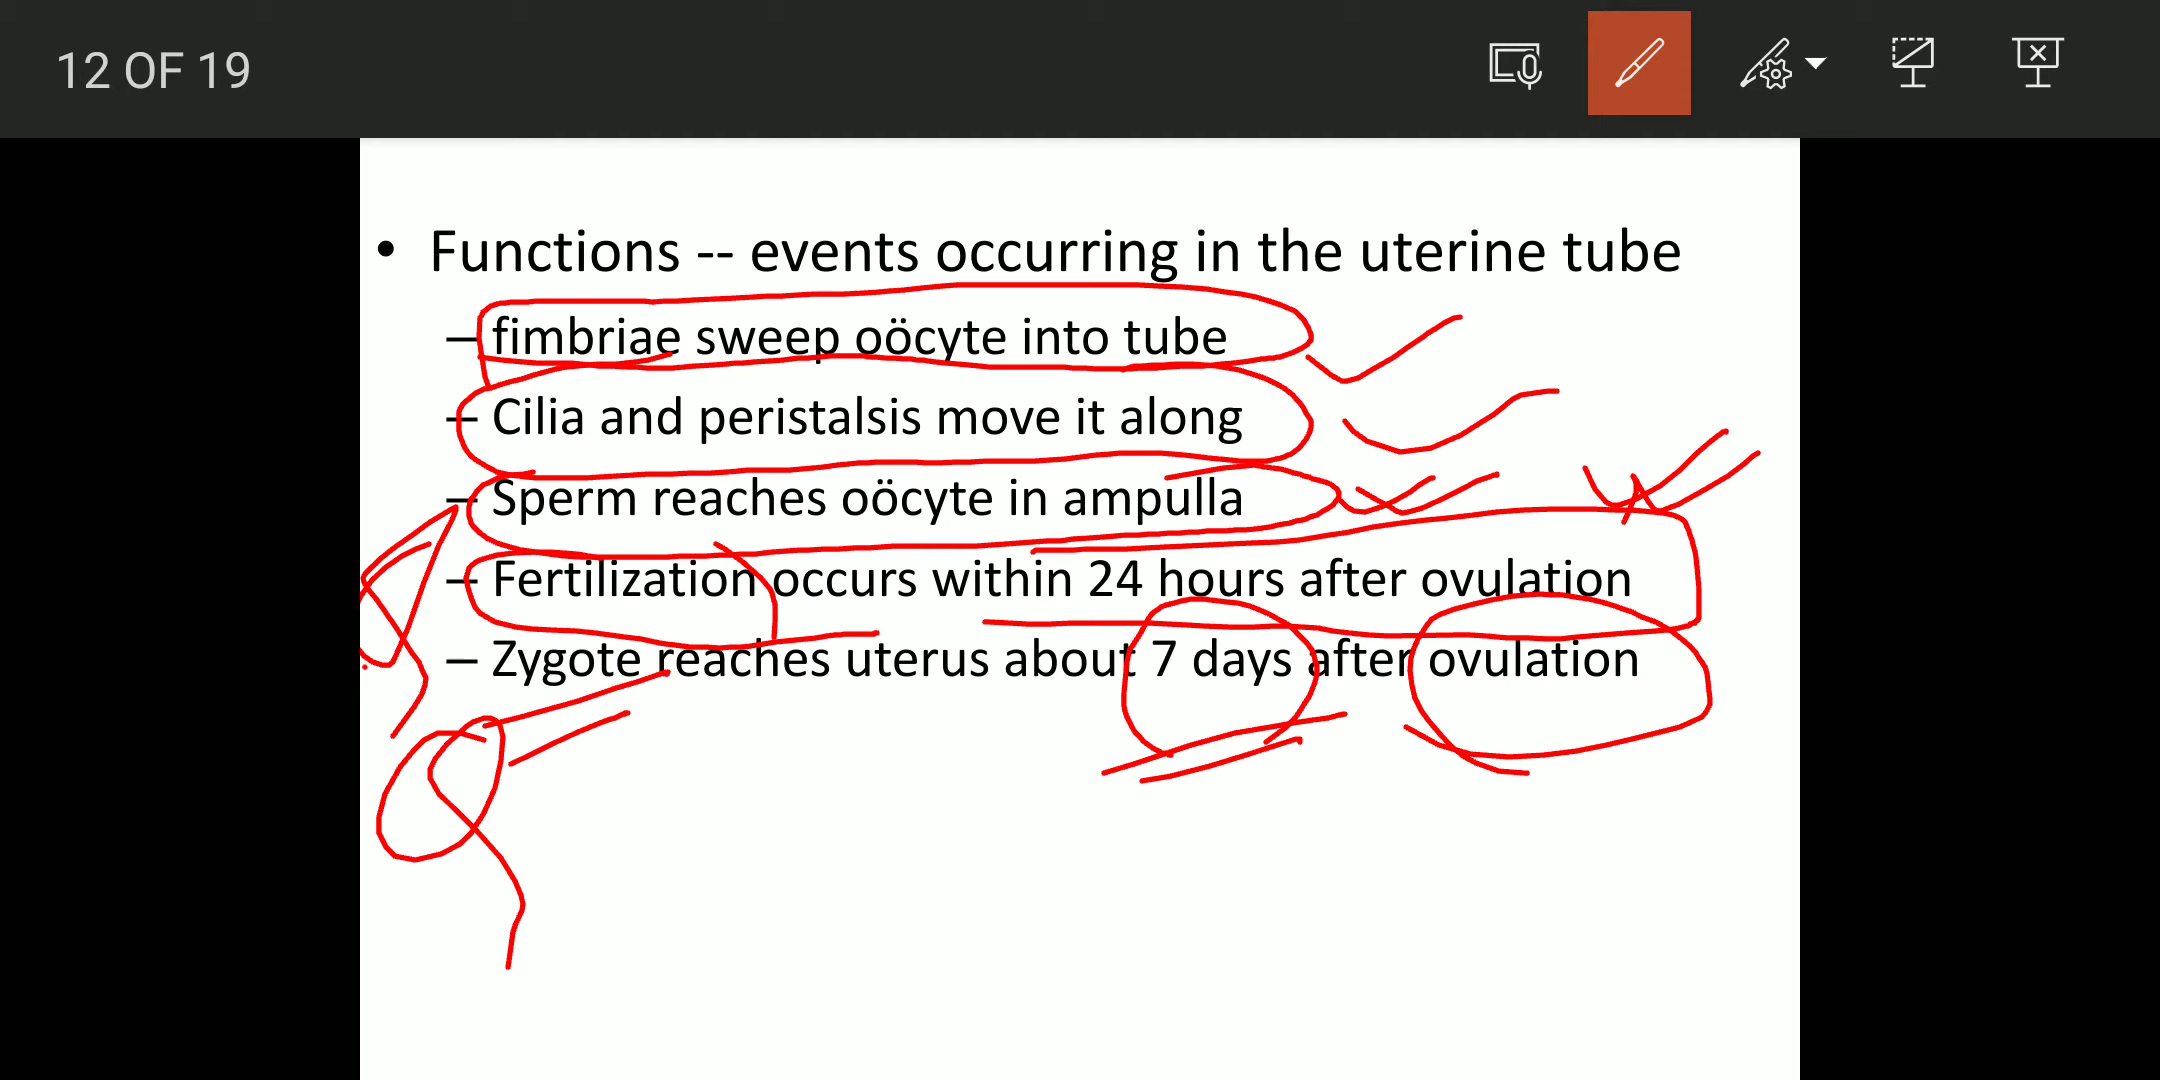 12 OF 19
• Functions -- events occurring in the uterine tube
– fimbriae sweep oöcyte into tube
– Cilia and peristalsis move it along
– Sperm reaches oöcyte in ampulla
– Fertilization occurs within 24 hours after ovulation
– Zygote reaches uterus about 7 days after ovulation